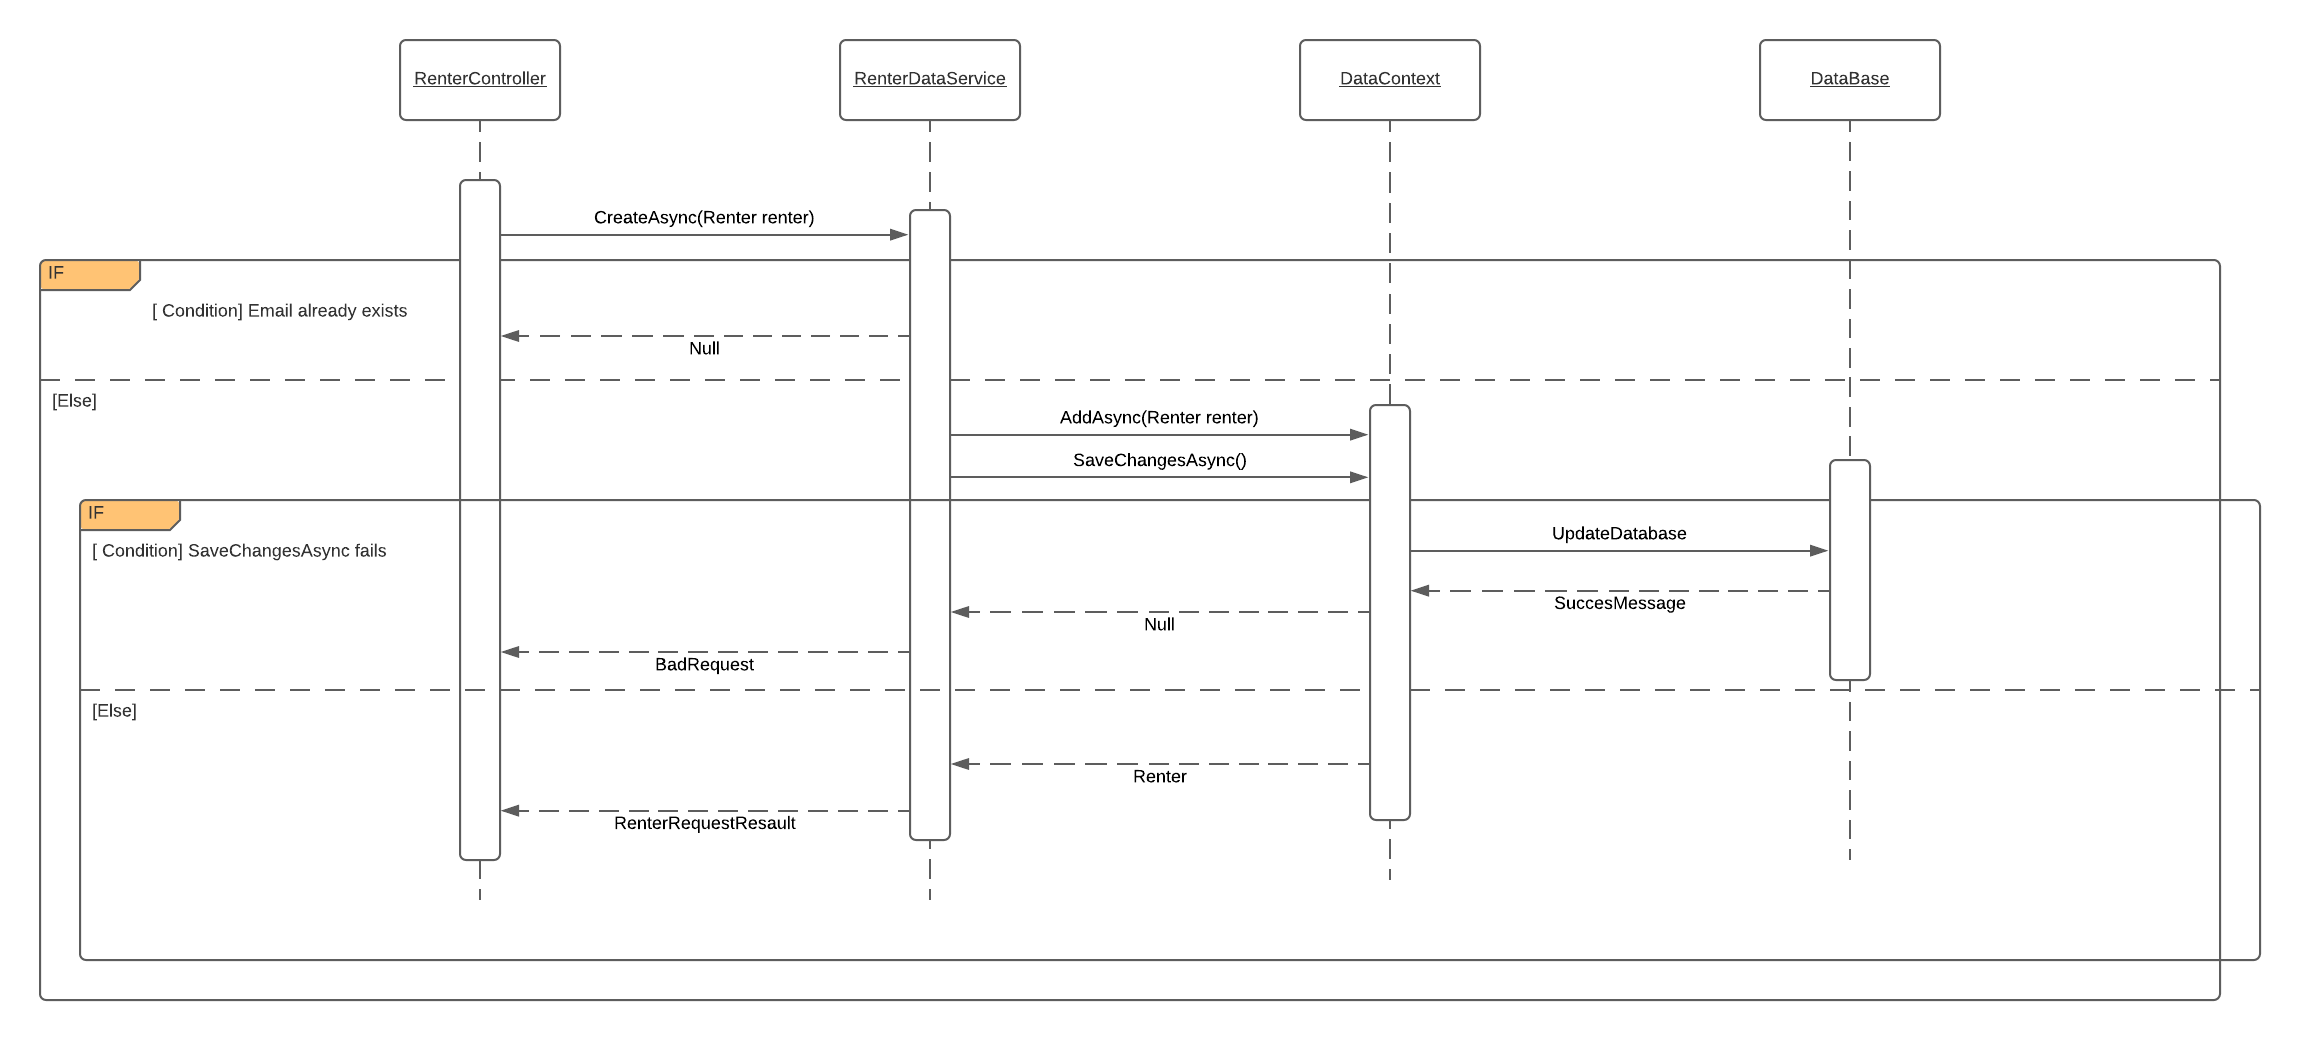 RenterController
RenterDataService
DataContext
DataBase
CreateAsync(Renter renter)
IF
[ Condition] Email already exists
Null
[Else]
AddAsync(Renter renter)
SaveChangesAsync()
IF
[ Condition] SaveChangesAsync fails
UpdateDatabase
SuccesMessage
Null
BadRequest
[Else]
Renter
RenterRequestResault